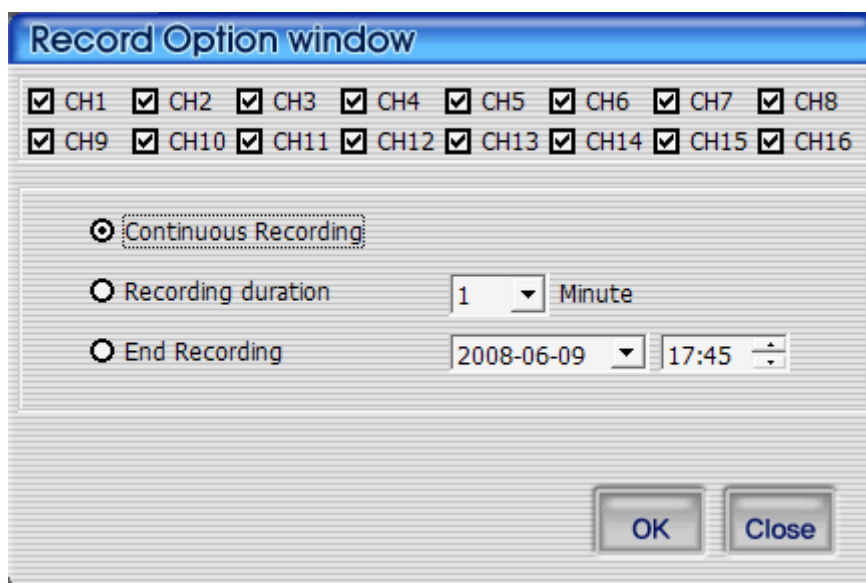 Record Option window
CH1 CH2 CH3 CH4 CH5 CH6 CH7 CH8
CH9 CH10 CH11 CH12 CH13 CH14 CH15 CH16
Continuous Recording
Recording duration 1 Minute
End Recording 2008-06-09 17:45
OK Close